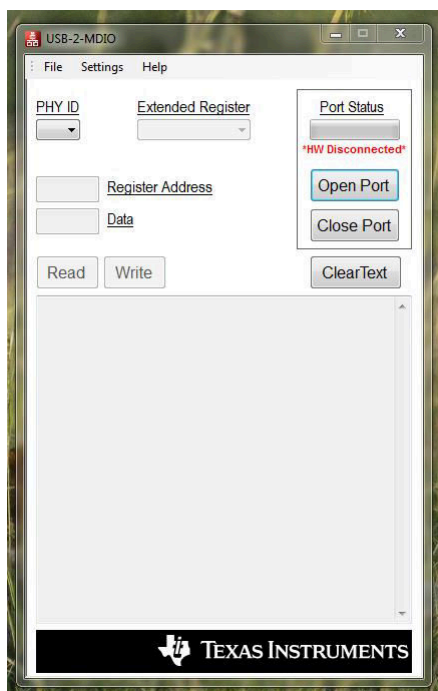 USB-2-MDIO
File Settings Help
PHY ID Extended Register Port Status
*HW Disconnected*
Register Address Open Port
Data Close Port
Read Write ClearText
TEXAS INSTRUMENTS